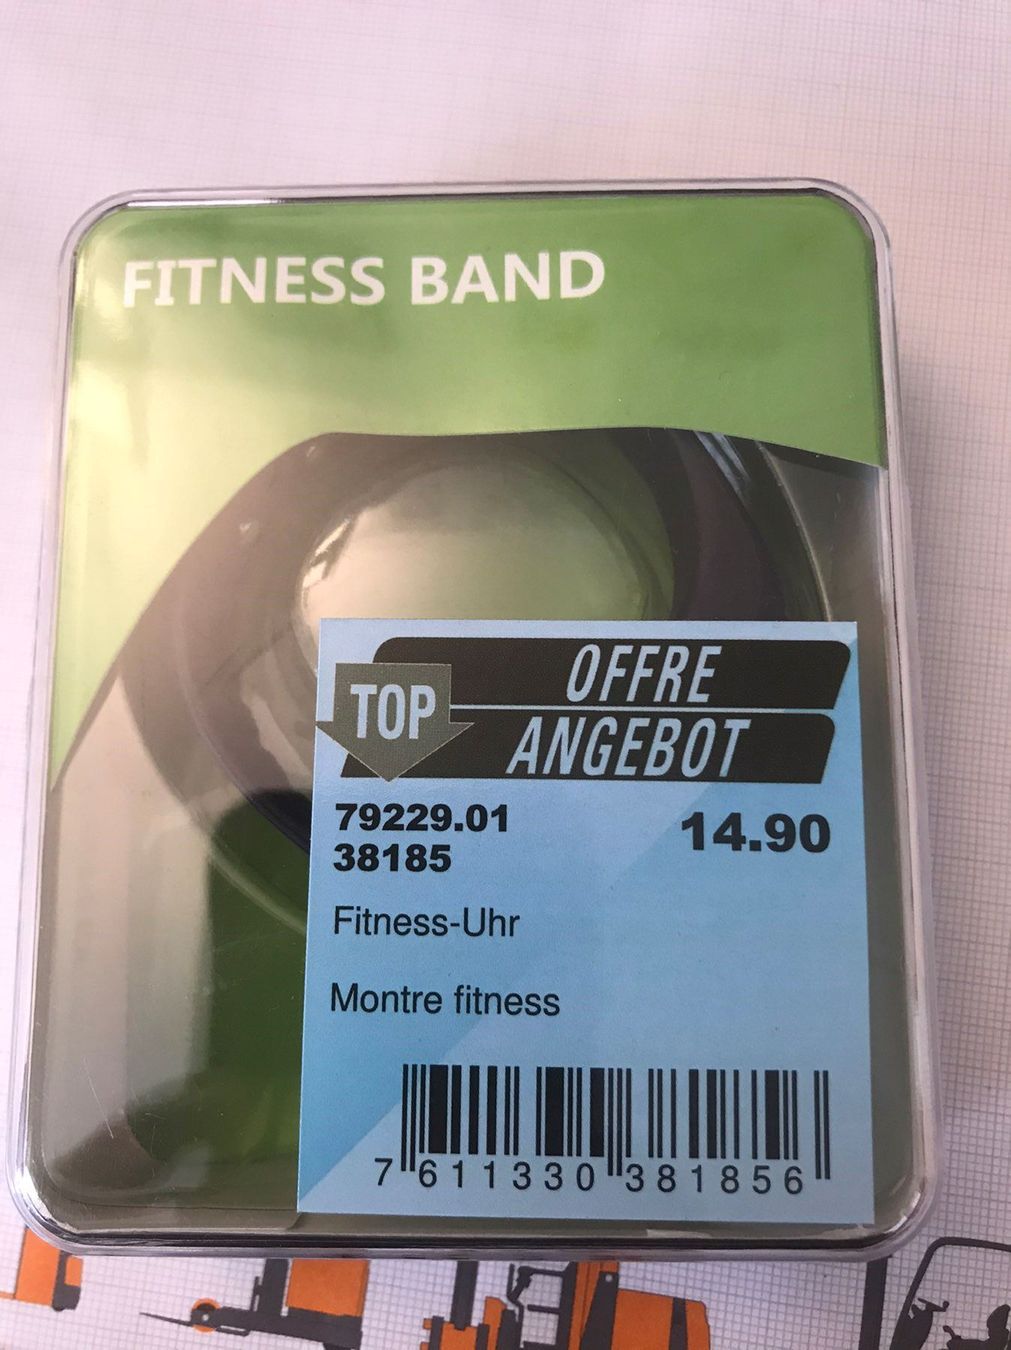 FITNESS BAND
TOP
OFFRE
ANGEBOT
79229.01 14.90
38185
Fitness-Uhr
Montre fitness
7 611330 381856